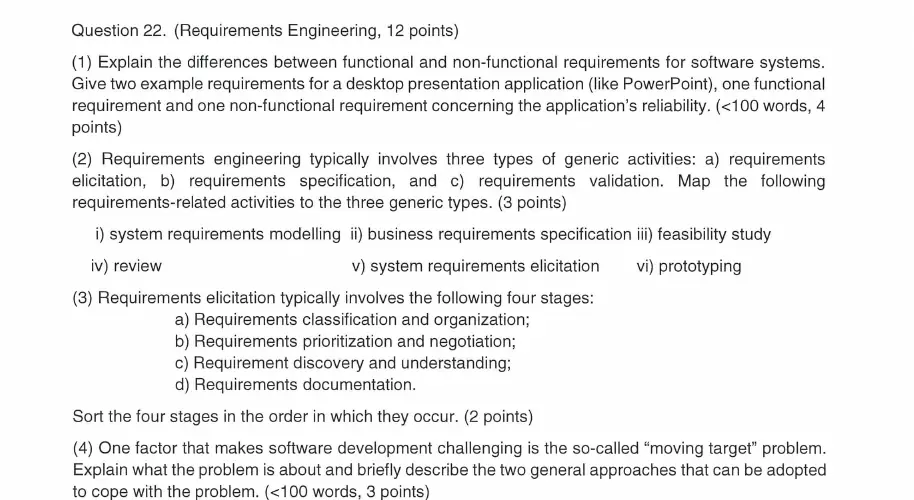 Question 22. (Requirements Engineering, 12 points)
(1) Explain the differences between functional and non-functional requirements for software systems.
Give two example requirements for a desktop presentation application (like PowerPoint), one functional
requirement and one non-functional requirement concerning the application's reliability. (<100 words, 4
points)
(2) Requirements engineering typically involves three types of generic activities: a) requirements
elicitation, b) requirements specification, and c) requirements validation. Map the following
requirements-related activities to the three generic types. (3 points)
i) system requirements modelling ii) business requirements specification iii) feasibility study
iv) review v) system requirements elicitation vi) prototyping
(3) Requirements elicitation typically involves the following four stages:
a) Requirements classification and organization;
b) Requirements prioritization and negotiation;
c) Requirement discovery and understanding;
d) Requirements documentation.
Sort the four stages in the order in which they occur. (2 points)
(4) One factor that makes software development challenging is the so-called “moving target” problem.
Explain what the problem is about and briefly describe the two general approaches that can be adopted
to cope with the problem. (<100 words, 3 points)